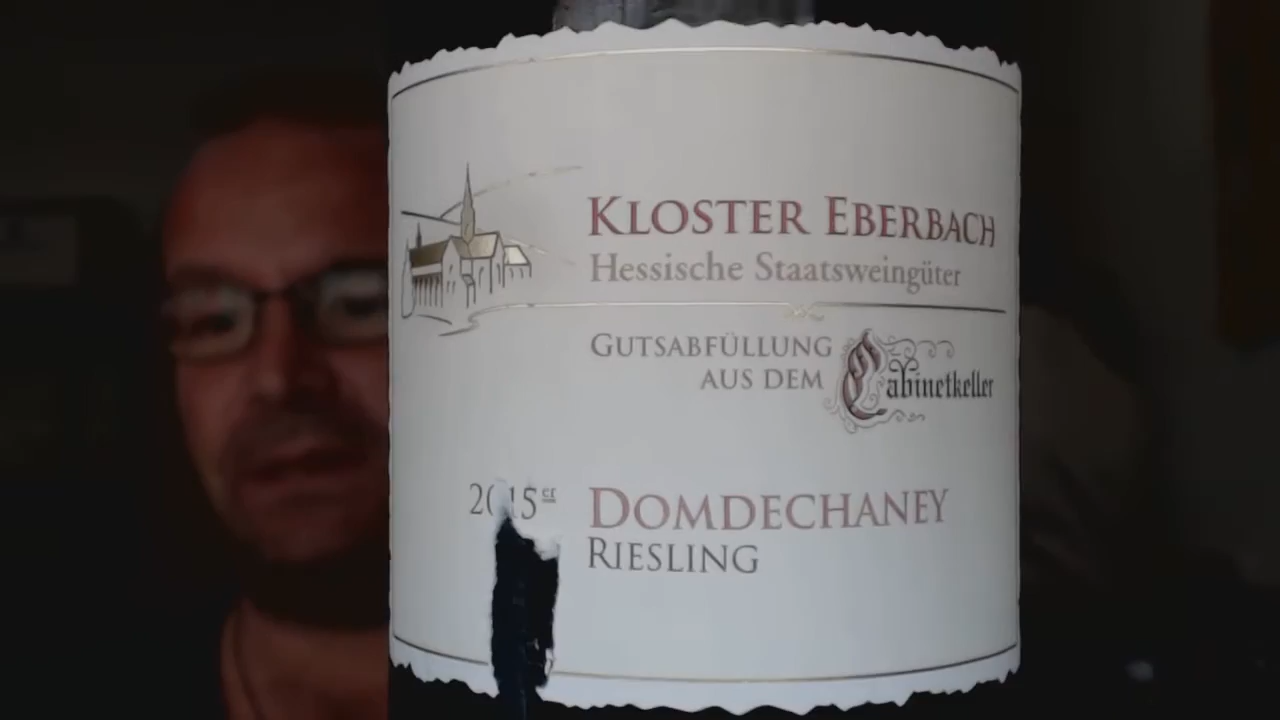 KLOSTER EBERBACH
Hessische Staatsweingüter
GUTSABFÜLLUNG
AUS DEM Cabinetkeller
2015er DOMDECHANEY
RIESLING